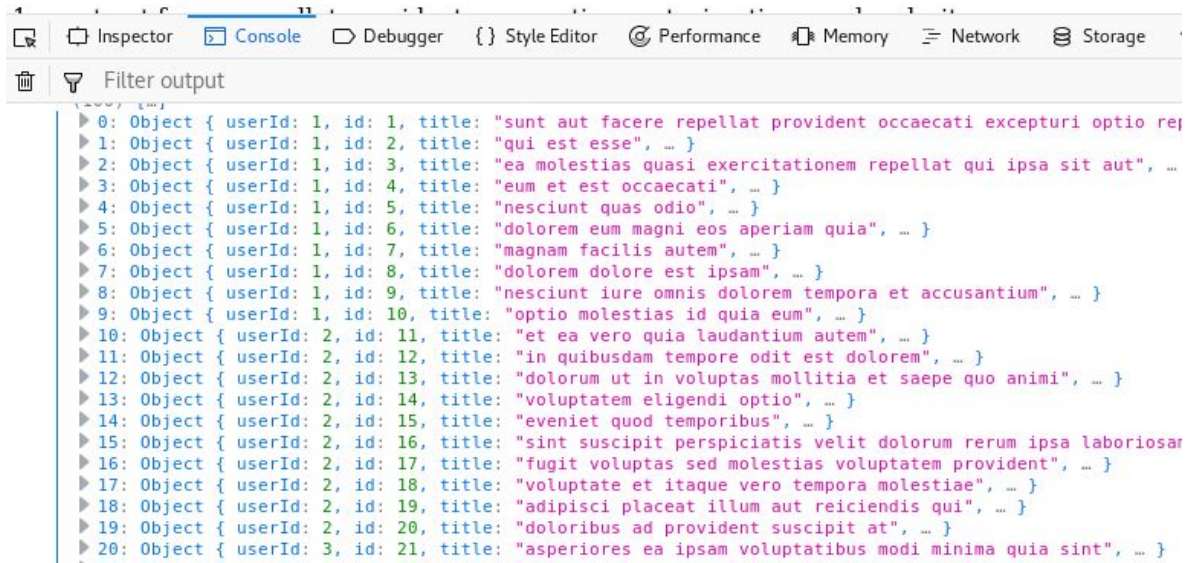 Inspector Console Debugger {} Style Editor Performance Memory Network Storage
Filter output
0: Object { userId: 1, id: 1, title: "sunt aut facere repellat provident occaecati excepturi optio rep
1: Object { userId: 1, id: 2, title: "qui est esse", … }
2: Object { userId: 1, id: 3, title: "ea molestias quasi exercitationem repellat qui ipsa sit aut", …
3: Object { userId: 1, id: 4, title: "eum et est occaecati", … }
4: Object { userId: 1, id: 5, title: "nesciunt quas odio", … }
5: Object { userId: 1, id: 6, title: "dolorem eum magni eos aperiam quia", … }
6: Object { userId: 1, id: 7, title: "magnam facilis autem", … }
7: Object { userId: 1, id: 8, title: "dolorem dolore est ipsam", … }
8: Object { userId: 1, id: 9, title: "nesciunt iure omnis dolorem tempora et accusantium", … }
9: Object { userId: 1, id: 10, title: "optio molestias id quia eum", … }
10: Object { userId: 2, id: 11, title: "et ea vero quia laudantium autem", … }
11: Object { userId: 2, id: 12, title: "in quibusdam tempore odit est dolorem", … }
12: Object { userId: 2, id: 13, title: "dolorum ut in voluptas mollitia et saepe quo animi", … }
13: Object { userId: 2, id: 14, title: "voluptatem eligendi optio", … }
14: Object { userId: 2, id: 15, title: "eveniet quod temporibus", … }
15: Object { userId: 2, id: 16, title: "sint suscipit perspiciatis velit dolorum rerum ipsa laboriosam
16: Object { userId: 2, id: 17, title: "fugit voluptas sed molestias voluptatem provident", … }
17: Object { userId: 2, id: 18, title: "voluptate et itaque vero tempora molestiae", … }
18: Object { userId: 2, id: 19, title: "adipisci placeat illum aut reiciendis qui", … }
19: Object { userId: 2, id: 20, title: "doloribus ad provident suscipit at", … }
20: Object { userId: 3, id: 21, title: "asperiores ea ipsam voluptatibus modi minima quia sint", … }